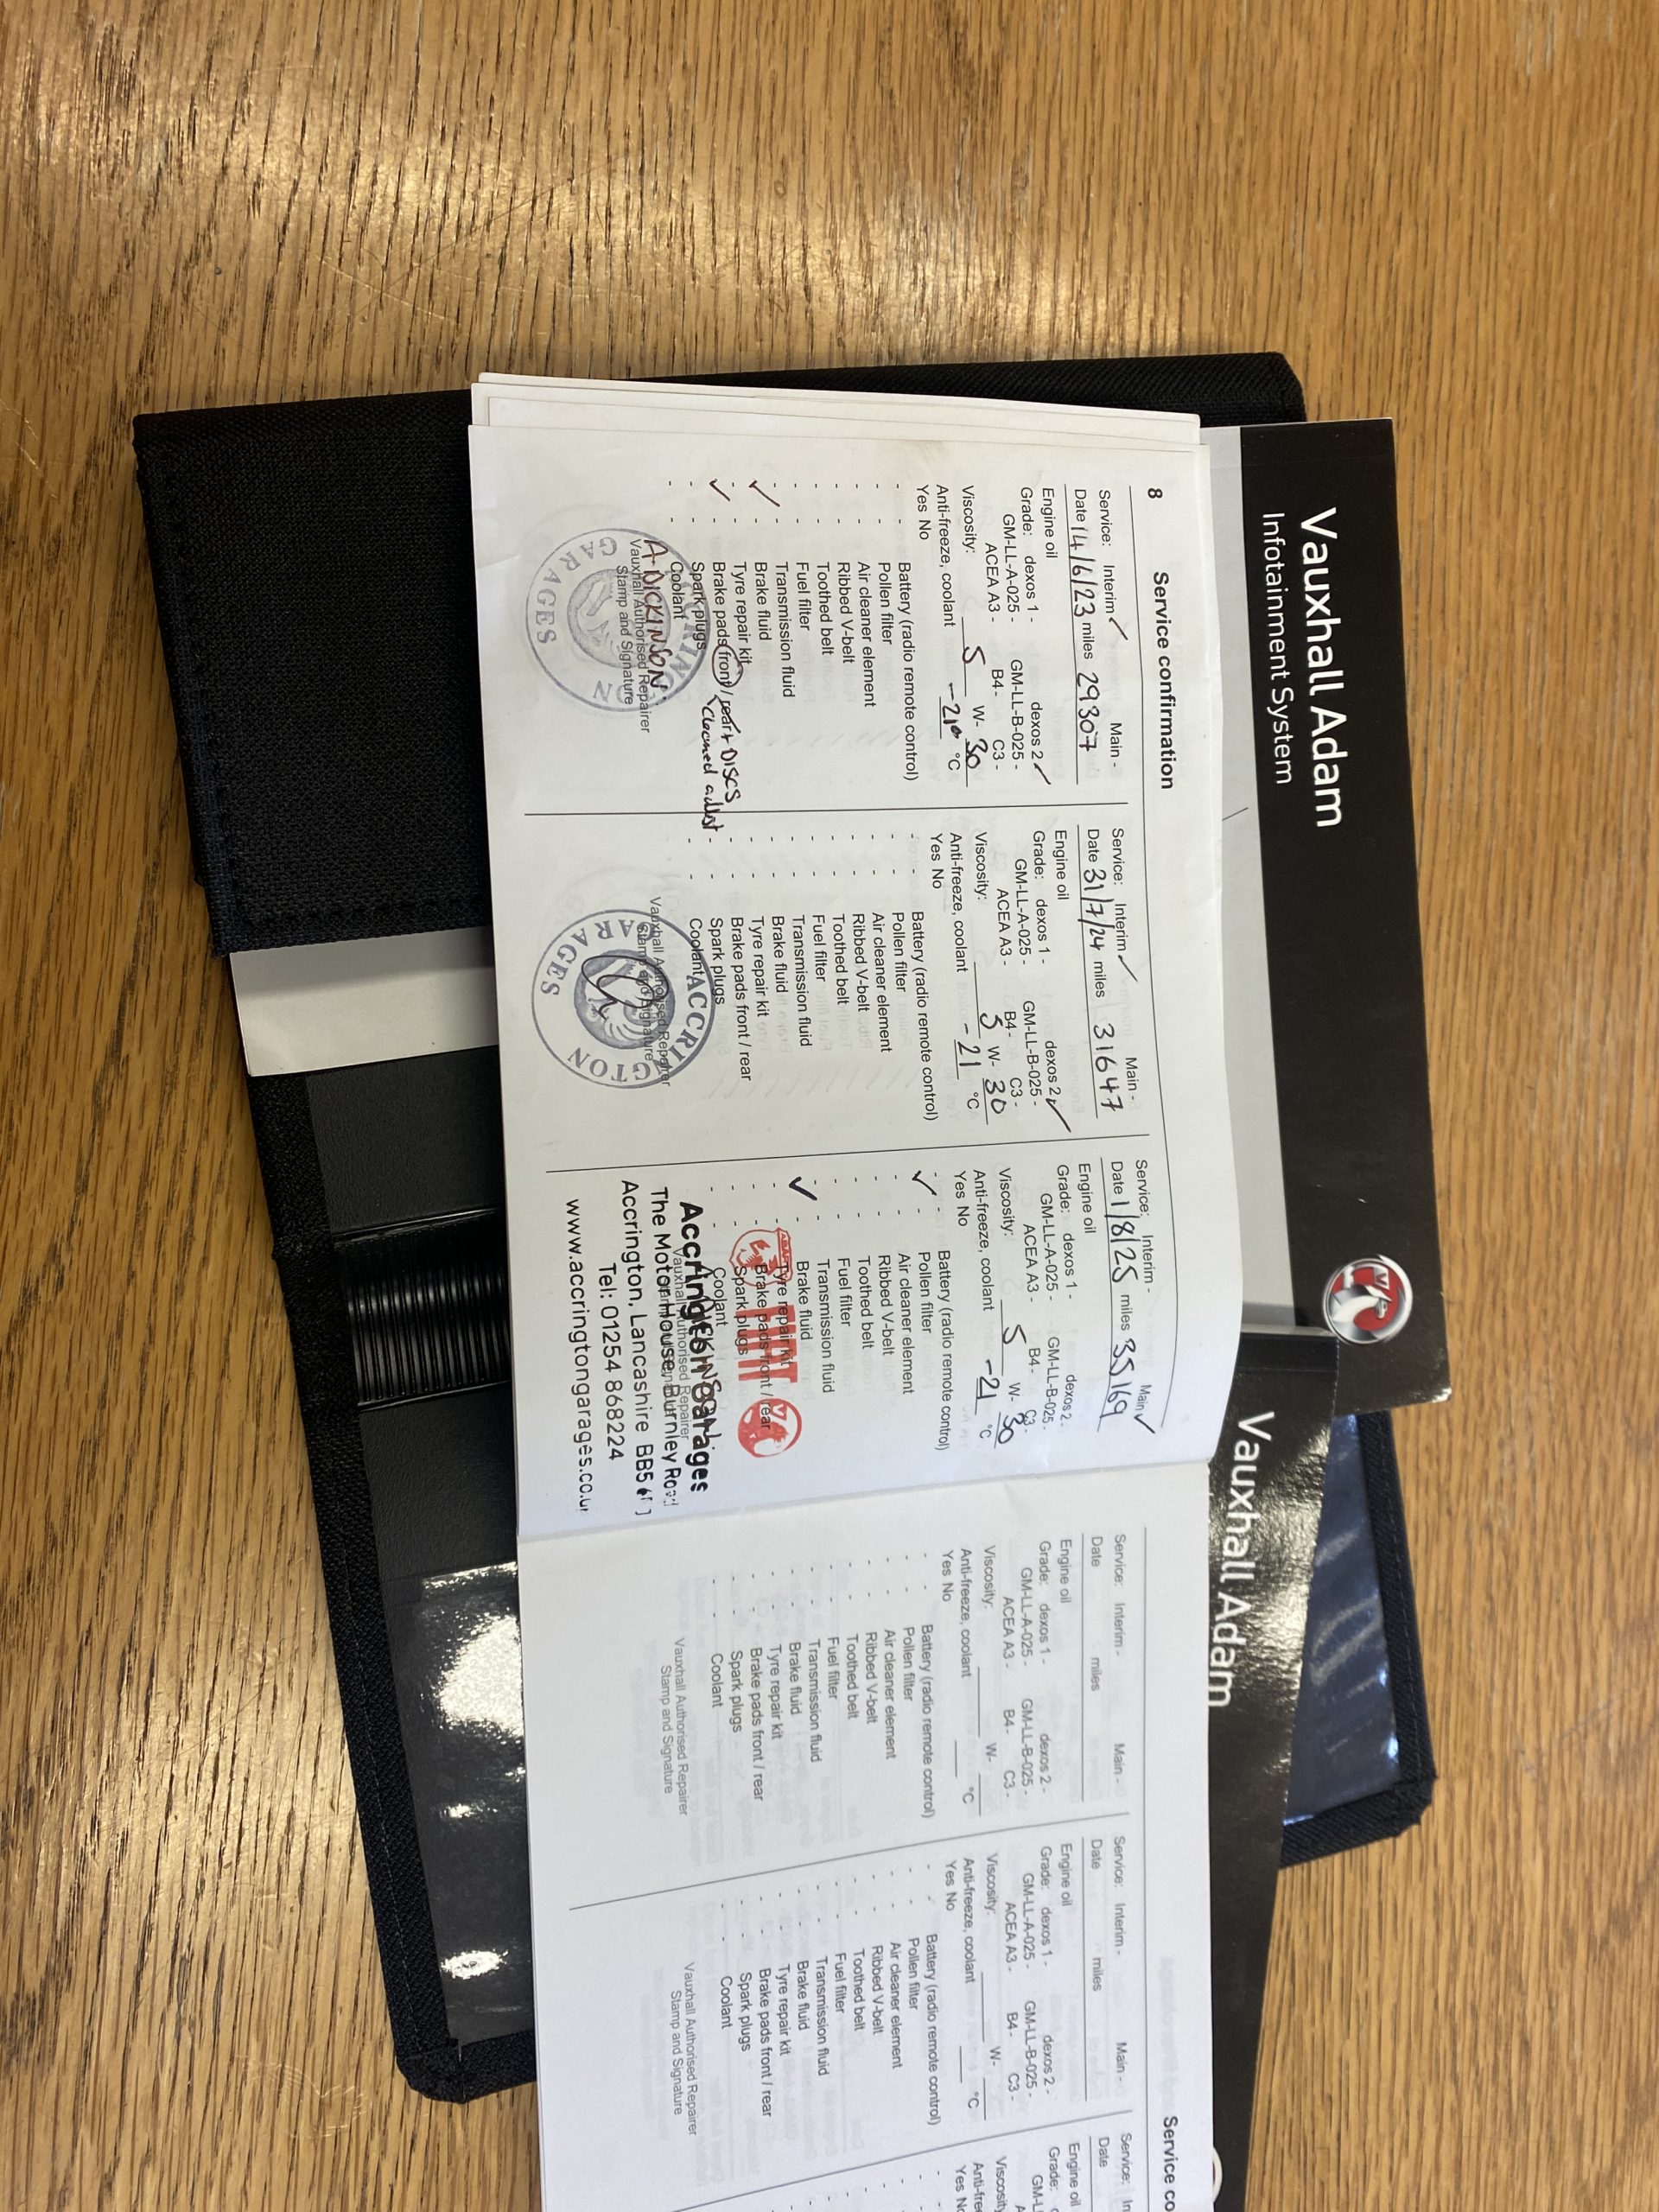 Vauxhall Adam
Infotainment System
Vauxhall Adam
8
Service confirmation
Service: Interim ✓ Main -
Date 14/6/23 miles 29307
Engine oil
Grade: dexos 1 - dexos 2 ✓
GM-LL-A-025 - GM-LL-B-025 -
ACEA A3 - B4 - C3 -
Viscosity: 5 W- 30
Anti-freeze, coolant -21° °C
Yes No
- - Battery (radio remote control)
- - Pollen filter
- - Air cleaner element
- - Ribbed V-belt
- - Toothed belt
- - Fuel filter
- - Transmission fluid
✓ - Brake fluid
- - Tyre repair kit
✓ - Brake pads front / rear + DISCS
cleaned adjust
- - Spark plugs
- - Coolant
A DICKINSON
Vauxhall Authorised Repairer
Stamp and Signature
GARAGES
Service: Interim ✓ Main -
Date 31/7/24 miles 31647
Engine oil
Grade: dexos 1 - dexos 2 ✓
GM-LL-A-025 - GM-LL-B-025 -
ACEA A3 - B4 - C3 -
Viscosity: 5 W- 30
Anti-freeze, coolant -21 °C
Yes No
- - Battery (radio remote control)
- - Pollen filter
- - Air cleaner element
- - Ribbed V-belt
- - Toothed belt
- - Fuel filter
- - Transmission fluid
- - Brake fluid
- - Tyre repair kit
- - Brake pads front / rear
- - Spark plugs
- - Coolant
Vauxhall Authorised Repairer
Stamp and Signature
Service: Interim - Main ✓
Date 1/8/25 miles 35169
Engine oil
Grade: dexos 1 - dexos 2 -
GM-LL-A-025 - GM-LL-B-025 -
ACEA A3 - B4 - C3 -
Viscosity: 5 W- 30
Anti-freeze, coolant -21 °C
Yes No
- - Battery (radio remote control)
✓ - Pollen filter
- - Air cleaner element
- - Ribbed V-belt
- - Toothed belt
- - Fuel filter
- - Transmission fluid
✓ - Brake fluid
- - Tyre repair kit
- - Brake pads front / rear
- - Spark plugs
- - Coolant
Vauxhall Authorised Repairer
Accrington Garages
The Motor House, Burnley Road
Accrington, Lancashire BB5
Tel: 01254 868224
www.accringtongarages.co.u
Service: Interim - Main -
Date miles
Engine oil
Grade: dexos 1 - dexos 2 -
GM-LL-A-025 - GM-LL-B-025 -
ACEA A3 - B4 - C3 -
Viscosity: W-
Anti-freeze, coolant °C
Yes No
- - Battery (radio remote control)
- - Pollen filter
- - Air cleaner element
- - Ribbed V-belt
- - Toothed belt
- - Fuel filter
- - Transmission fluid
- - Brake fluid
- - Tyre repair kit
- - Brake pads front / rear
- - Spark plugs
- - Coolant
Vauxhall Authorised Repairer
Stamp and Signature
Service: Interim - Main -
Date miles
Engine oil
Grade: dexos 1 - dexos 2 -
GM-LL-A-025 - GM-LL-B-025 -
ACEA A3 - B4 - C3 -
Viscosity: W-
Anti-freeze, coolant °C
Yes No
- - Battery (radio remote control)
- - Pollen filter
- - Air cleaner element
- - Ribbed V-belt
- - Toothed belt
- - Fuel filter
- - Transmission fluid
- - Brake fluid
- - Tyre repair kit
- - Brake pads front / rear
- - Spark plugs
- - Coolant
Vauxhall Authorised Repairer
Stamp and Signature
Service co
Service: In
Date
Engine oil
Grade:
GM-L
Viscosity
Anti-fre
Yes No